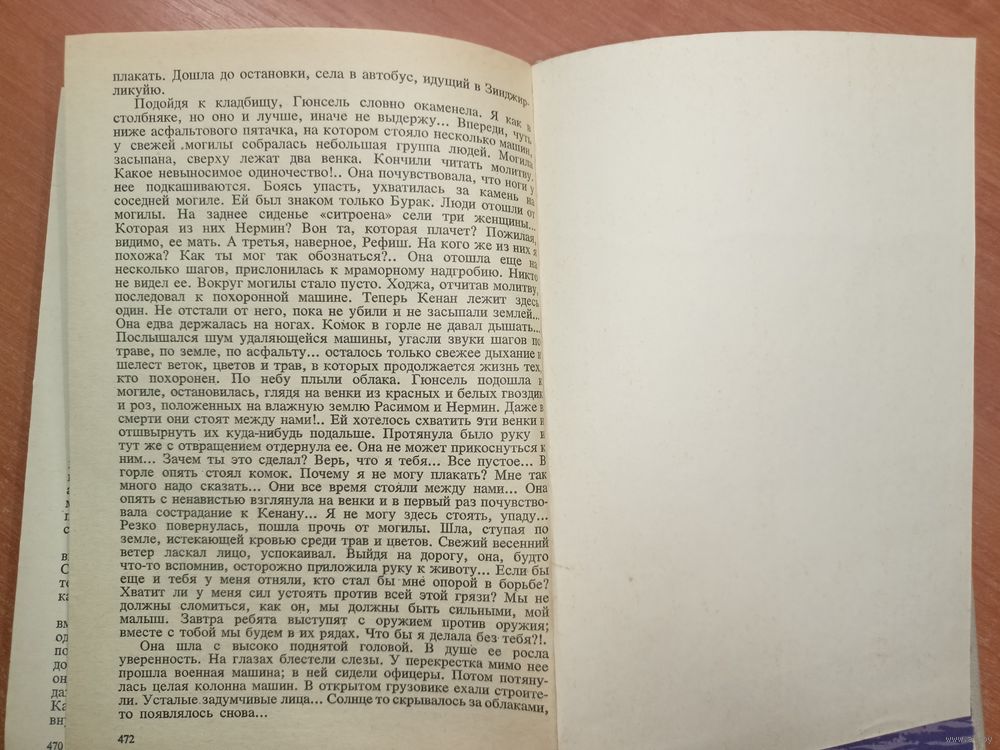 плакать. Дошла до остановки, села в автобус, идущий в Зинджир-
ликуйю.
Подойдя к кладбищу, Гюнсель словно окаменела. Я как в
столбняке, но оно и лучше, иначе не выдержу... Впереди, чуть
ниже асфальтового пятачка, на котором стояло несколько машин,
у свежей могилы собралась небольшая группа людей. Могила
засыпана, сверху лежат два венка. Кончили читать молитву.
Какое невыносимое одиночество!.. Она почувствовала, что ноги у
нее подкашиваются. Боясь упасть, ухватилась за камень на
соседней могиле. Ей был знаком только Бурак. Люди отошли от
могилы. На заднее сиденье «ситроена» сели три женщины...
Которая из них Нермин? Вон та, которая плачет? Пожилая,
видимо, ее мать. А третья, наверное, Рефиш. На кого же из них я
похожа? Как ты мог так обознаться?.. Она отошла еще на
несколько шагов, прислонилась к мраморному надгробию. Никто
не видел ее. Вокруг могилы стало пусто. Ходжа, отчитав молитву,
последовал к похоронной машине. Теперь Кенан лежит здесь
один. Не отстали от него, пока не убили и не засыпали землей...
Она едва держалась на ногах. Комок в горле не давал дышать...
Послышался шум удаляющейся машины, угасли звуки шагов по
траве, по земле, по асфальту... осталось только свежее дыхание и
шелест веток, цветов и трав, в которых продолжается жизнь тех,
кто похоронен. По небу плыли облака. Гюнсель подошла к
могиле, остановилась, глядя на венки из красных и белых гвоздик
и роз, положенных на влажную землю Расимом и Нермин. Даже в
смерти они стоят между нами!.. Ей хотелось схватить эти венки и
отшвырнуть их куда-нибудь подальше. Протянула было руку и
тут же с отвращением отдернула ее. Она не может прикоснуться к
ним... Зачем ты это сделал? Верь, что я тебя... Все пустое... В
горле опять стоял комок. Почему я не могу плакать? Мне так
много надо сказать... Они все время стояли между нами... Она
опять с ненавистью взглянула на венки и в первый раз почувство-
вала сострадание к Кенану... Я не могу здесь стоять, упаду...
Резко повернулась, пошла прочь от могилы. Шла, ступая по
земле, истекающей кровью среди трав и цветов. Свежий весенний
ветер ласкал лицо, успокаивал. Выйдя на дорогу, она, будто
что-то вспомнив, осторожно приложила руку к животу... Если бы
еще и тебя у меня отняли, кто стал бы мне опорой в борьбе?
Хватит ли у меня сил устоять против всей этой грязи? Мы не
должны сломиться, как он, мы должны быть сильными, мой
малыш. Завтра ребята выступят с оружием против оружия;
вместе с тобой мы будем в их рядах. Что бы я делала без тебя?!.
Она шла с высоко поднятой головой. В душе ее росла
уверенность. На глазах блестели слезы. У перекрестка мимо нее
прошла военная машина; в ней сидели офицеры. Потом потяну-
лась целая колонна машин. В открытом грузовике ехали строите-
ли. Усталые задумчивые лица... Солнце то скрывалось за облаками,
то появлялось снова...
472
470